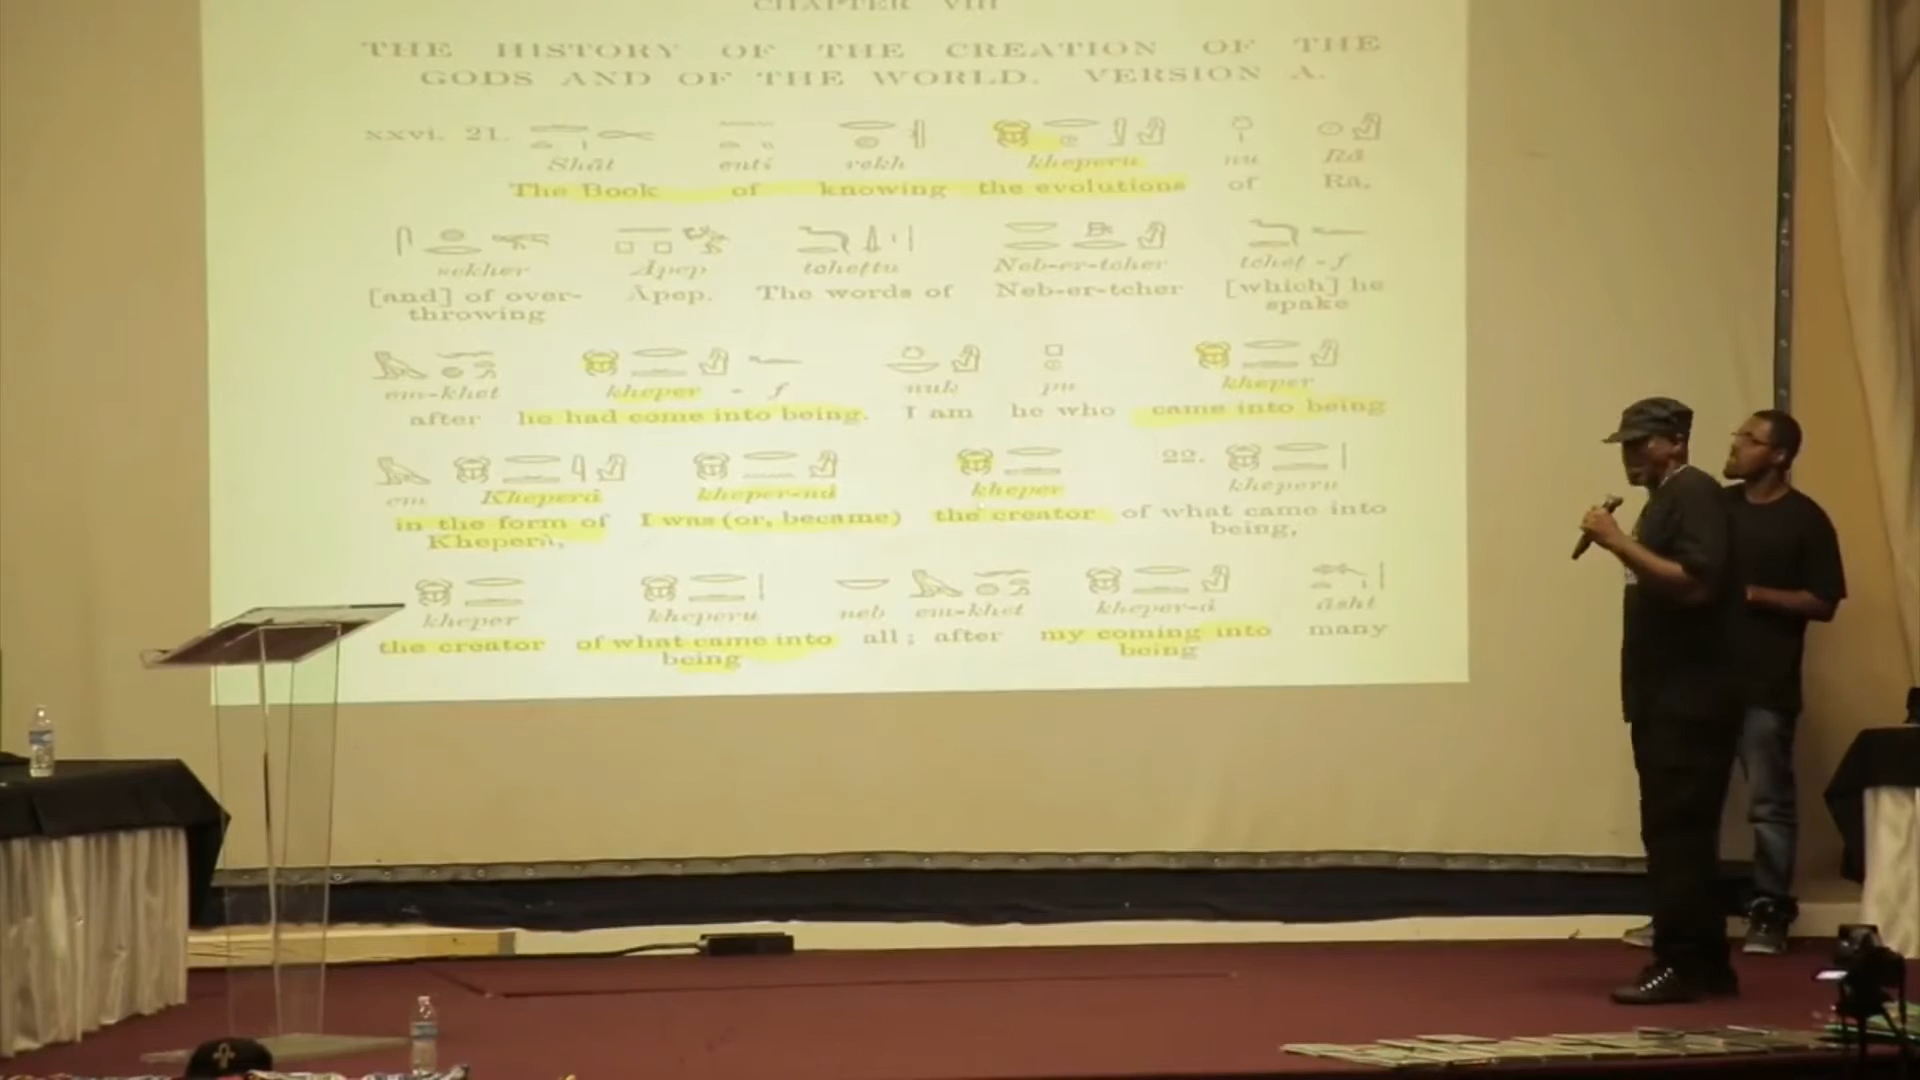 CHAPTER VIII
THE HISTORY OF THE CREATION OF THE
GODS AND OF THE WORLD. VERSION A.
xxvi. 21.
Shāt enti rekh kheperu nu Rā
The Book of knowing the evolutions of Ra,
sekher Āpep tchettu Neb-er-tcher tchet-f
[and] of over- Āpep. The words of Neb-er-tcher [which] he
throwing spake
em-khet kheper - f nuk pu kheper
after he had come into being. I am he who came into being
22.
em Kheperá kheper-ná kheper kheperu
in the form of I was (or, became) the creator of what came into
Kheperà, being,
kheper kheperu neb em-khet kheper-á āsht
the creator of what came into all; after my coming into many
being being